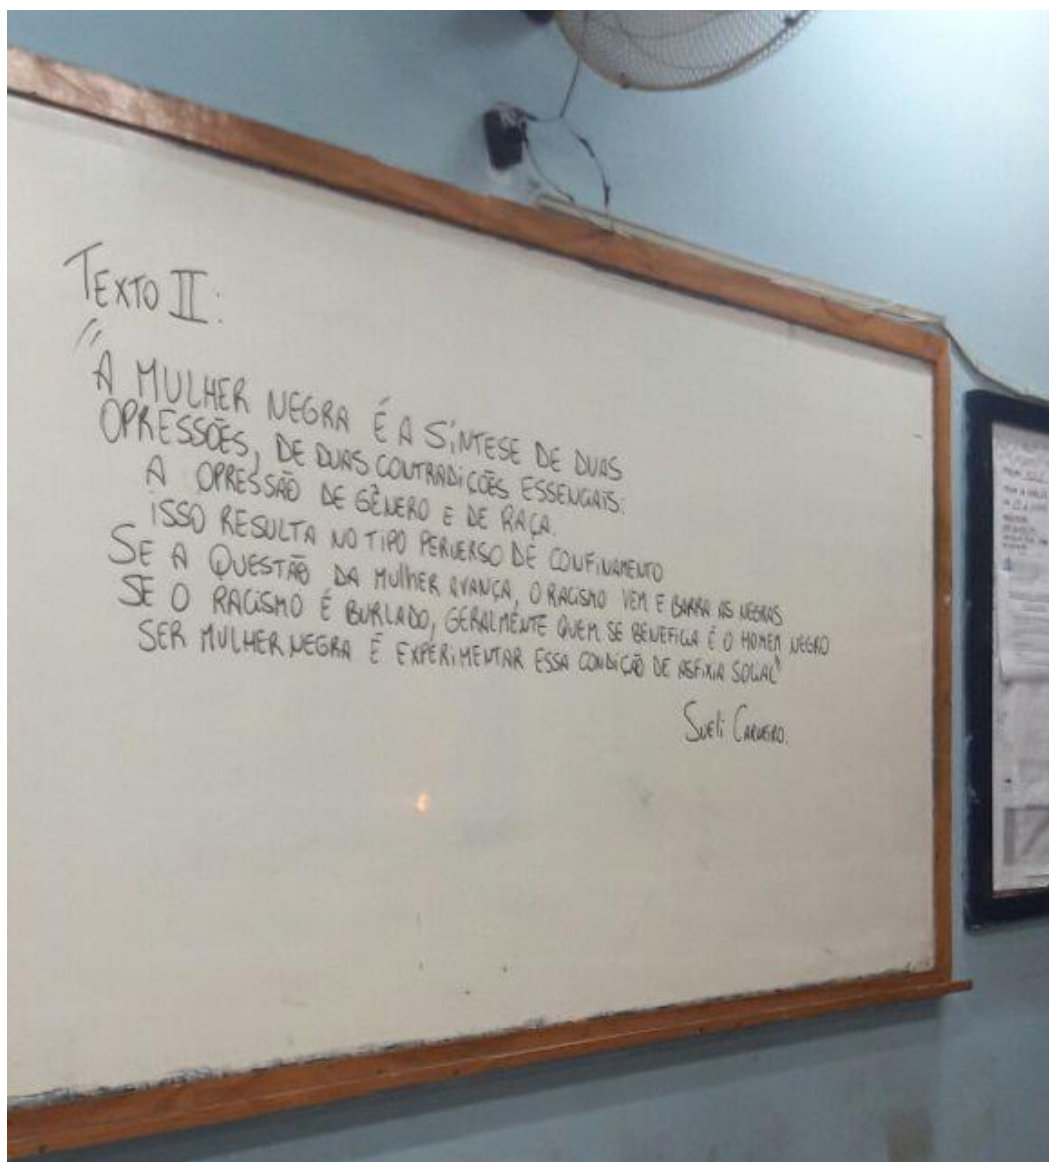 TEXTO II:
"A MULHER NEGRA É A SÍNTESE DE DUAS
OPRESSÕES, DE DUAS CONTRADIÇÕES ESSENCIAIS:
A OPRESSÃO DE GÊNERO E DE RAÇA.
ISSO RESULTA NO TIPO PERVERSO DE CONFINAMENTO
SE A QUESTÃO DA MULHER AVANÇA, O RACISMO VEM E BARRA AS NEGRAS
SE O RACISMO É BURLADO, GERALMENTE QUEM SE BENEFICIA É O HOMEM NEGRO
SER MULHER NEGRA É EXPERIMENTAR ESSA CONDIÇÃO DE ASFIXIA SOCIAL"
Sueli Carneiro.